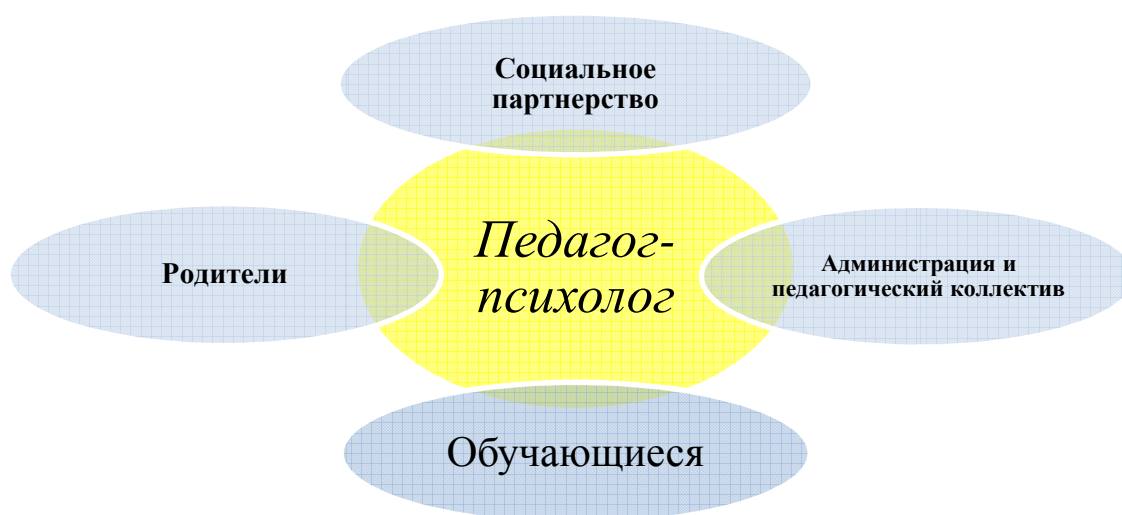 Социальное
партнерство
Родители
Педагог-
психолог
Администрация и
педагогический коллектив
Обучающиеся